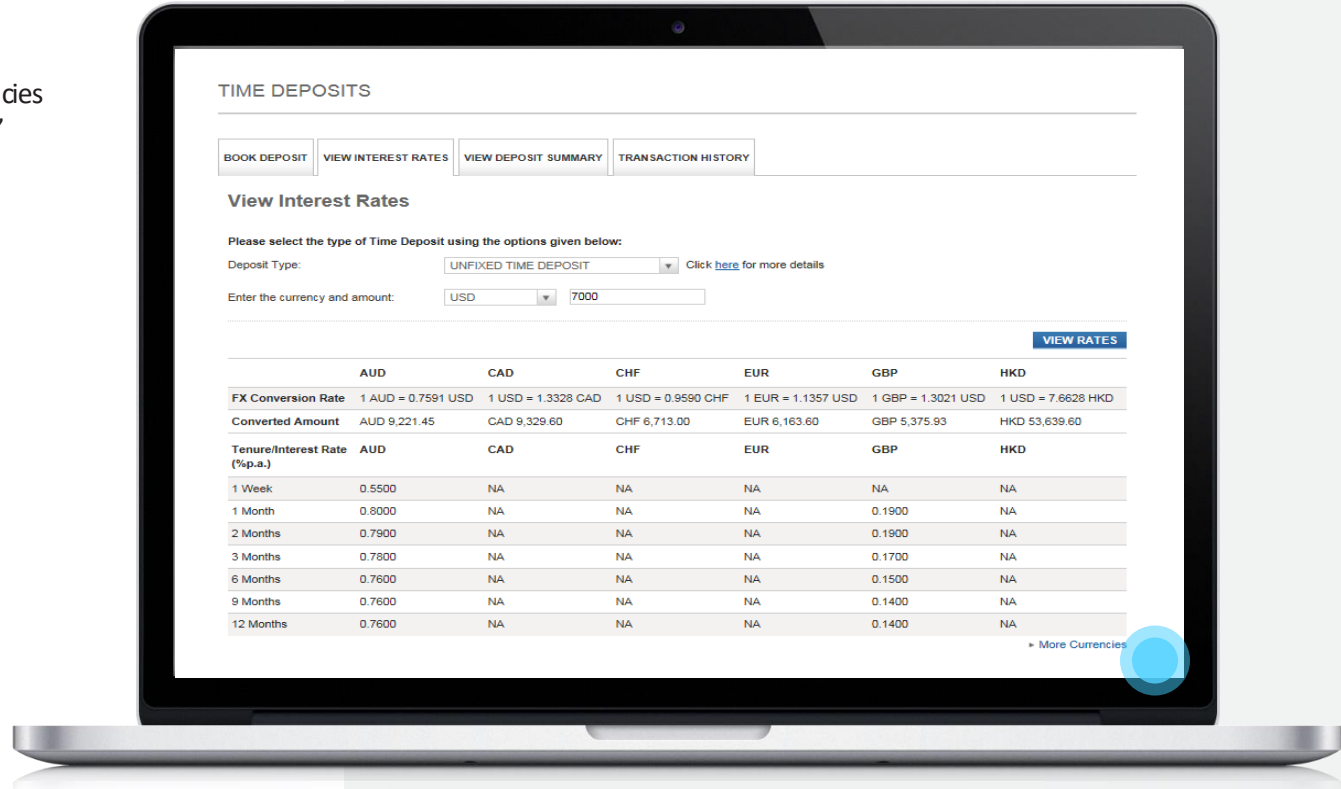 cies
TIME DEPOSITS
BOOK DEPOSIT VIEW INTEREST RATES VIEW DEPOSIT SUMMARY TRANSACTION HISTORY
View Interest Rates
Please select the type of Time Deposit using the options given below:
Deposit Type: UNFIXED TIME DEPOSIT Click here for more details
Enter the currency and amount: USD 7000
VIEW RATES
AUD CAD CHF EUR GBP HKD
FX Conversion Rate 1 AUD = 0.7591 USD 1 USD = 1.3328 CAD 1 USD = 0.9590 CHF 1 EUR = 1.1357 USD 1 GBP = 1.3021 USD 1 USD = 7.6628 HKD
Converted Amount AUD 9,221.45 CAD 9,329.60 CHF 6,713.00 EUR 6,163.60 GBP 5,375.93 HKD 53,639.60
Tenure/Interest Rate AUD CAD CHF EUR GBP HKD
(%p.a.)
1 Week 0.5500 NA NA NA NA NA
1 Month 0.8000 NA NA NA 0.1900 NA
2 Months 0.7900 NA NA NA 0.1900 NA
3 Months 0.7800 NA NA NA 0.1700 NA
6 Months 0.7600 NA NA NA 0.1500 NA
9 Months 0.7600 NA NA NA 0.1400 NA
12 Months 0.7600 NA NA NA 0.1400 NA
More Currencies